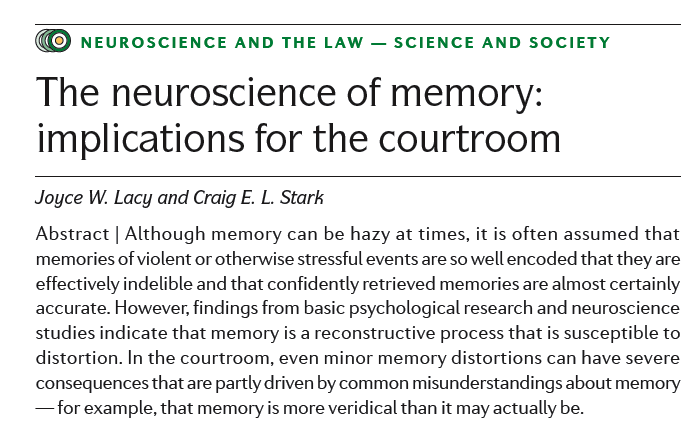 NEUROSCIENCE AND THE LAW — SCIENCE AND SOCIETY
The neuroscience of memory:
implications for the courtroom
Joyce W. Lacy and Craig E. L. Stark
Abstract | Although memory can be hazy at times, it is often assumed that
memories of violent or otherwise stressful events are so well encoded that they are
effectively indelible and that confidently retrieved memories are almost certainly
accurate. However, findings from basic psychological research and neuroscience
studies indicate that memory is a reconstructive process that is susceptible to
distortion. In the courtroom, even minor memory distortions can have severe
consequences that are partly driven by common misunderstandings about memory
— for example, that memory is more veridical than it may actually be.